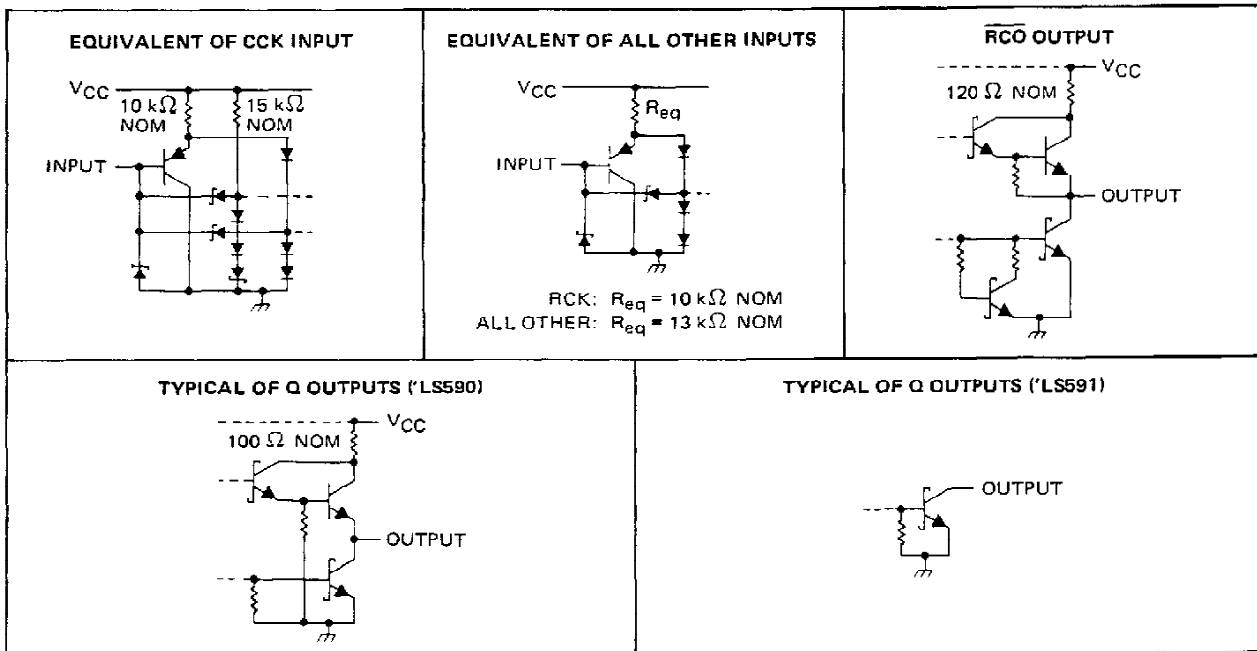 EQUIVALENT OF CCK INPUT
VCC
10 kΩ
NOM
15 kΩ
NOM
INPUT
EQUIVALENT OF ALL OTHER INPUTS
VCC
Req
INPUT
RCK: Req = 10 kΩ NOM
ALL OTHER: Req = 13 kΩ NOM
R̅C̅O̅ OUTPUT
VCC
120 Ω NOM
OUTPUT
TYPICAL OF Q OUTPUTS ('LS590)
VCC
100 Ω NOM
OUTPUT
TYPICAL OF Q OUTPUTS ('LS591)
OUTPUT